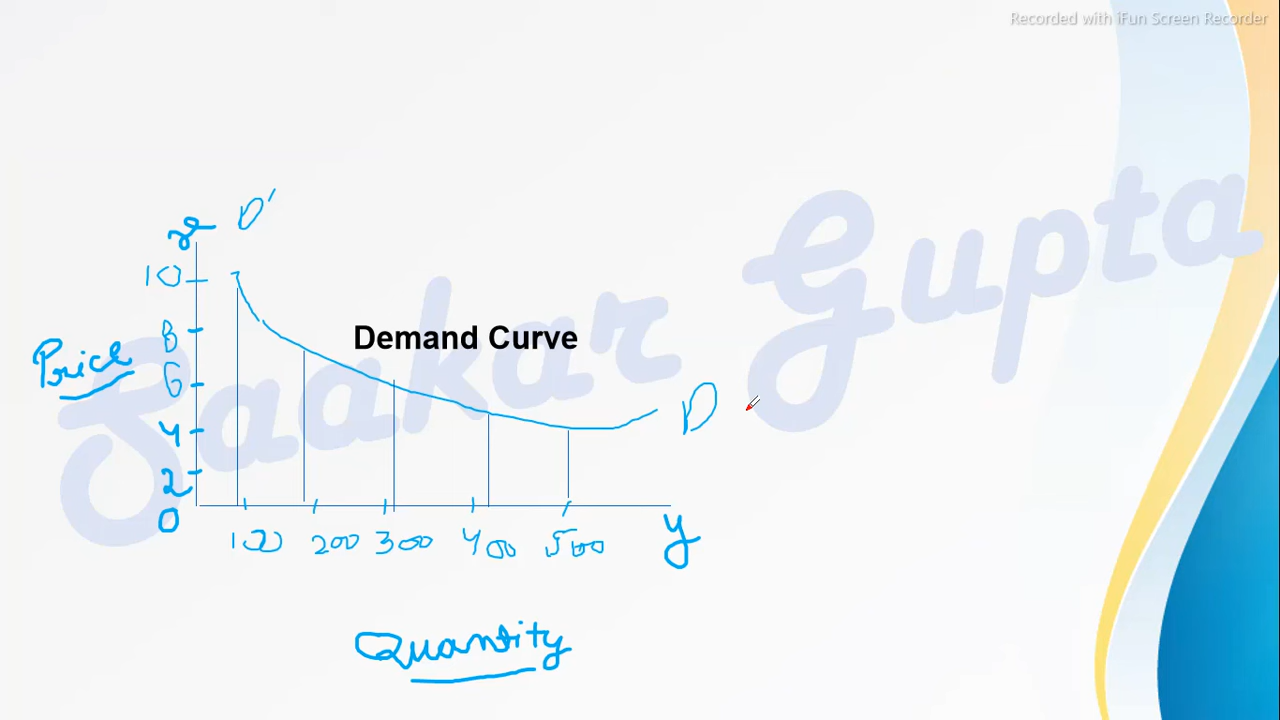 Recorded with iFun Screen Recorder
Saakar Gupta
D'
x
10
8
Demand Curve
Price
6
D
4
2
0
100 200 300 400 500
y
Quantity